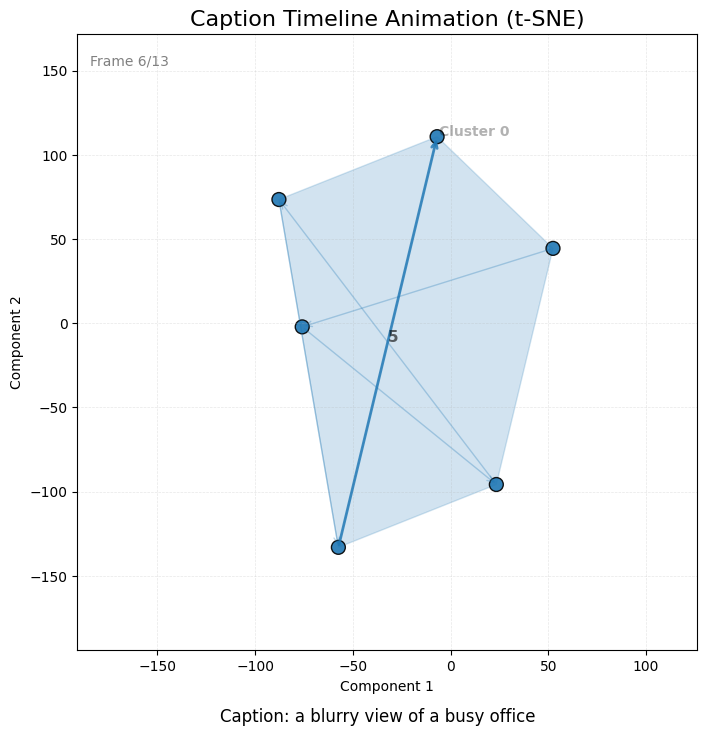 Caption Timeline Animation (t-SNE)
Frame 6/13
150
Cluster 0
100
50
0
5
−50
−100
−150
Component 2
−150
−100
−50
0
50
100
Component 1
Caption: a blurry view of a busy office